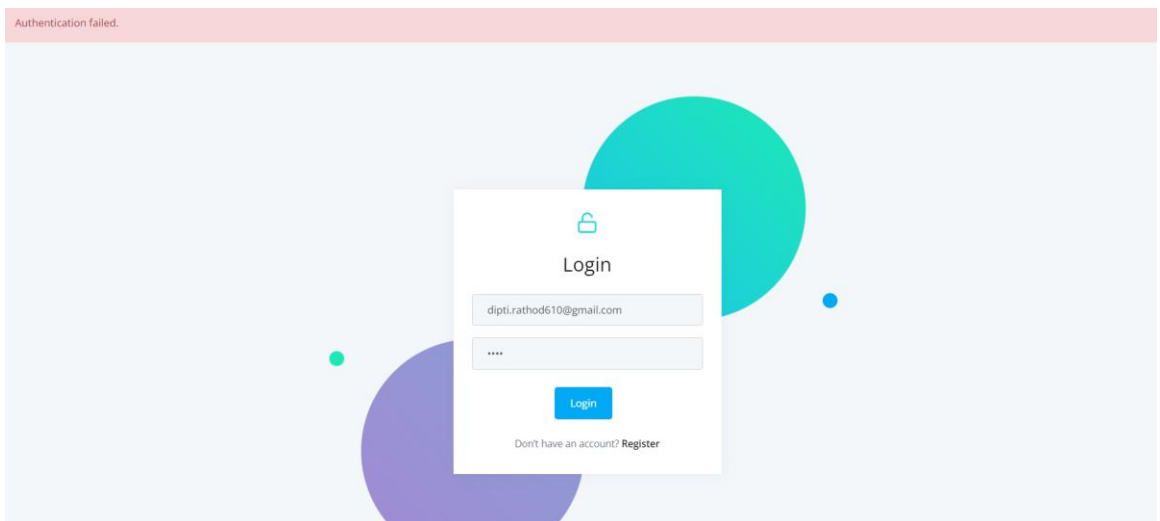 Authentication failed.
Login
dipti.rathod610@gmail.com
••••
Login
Don't have an account? Register